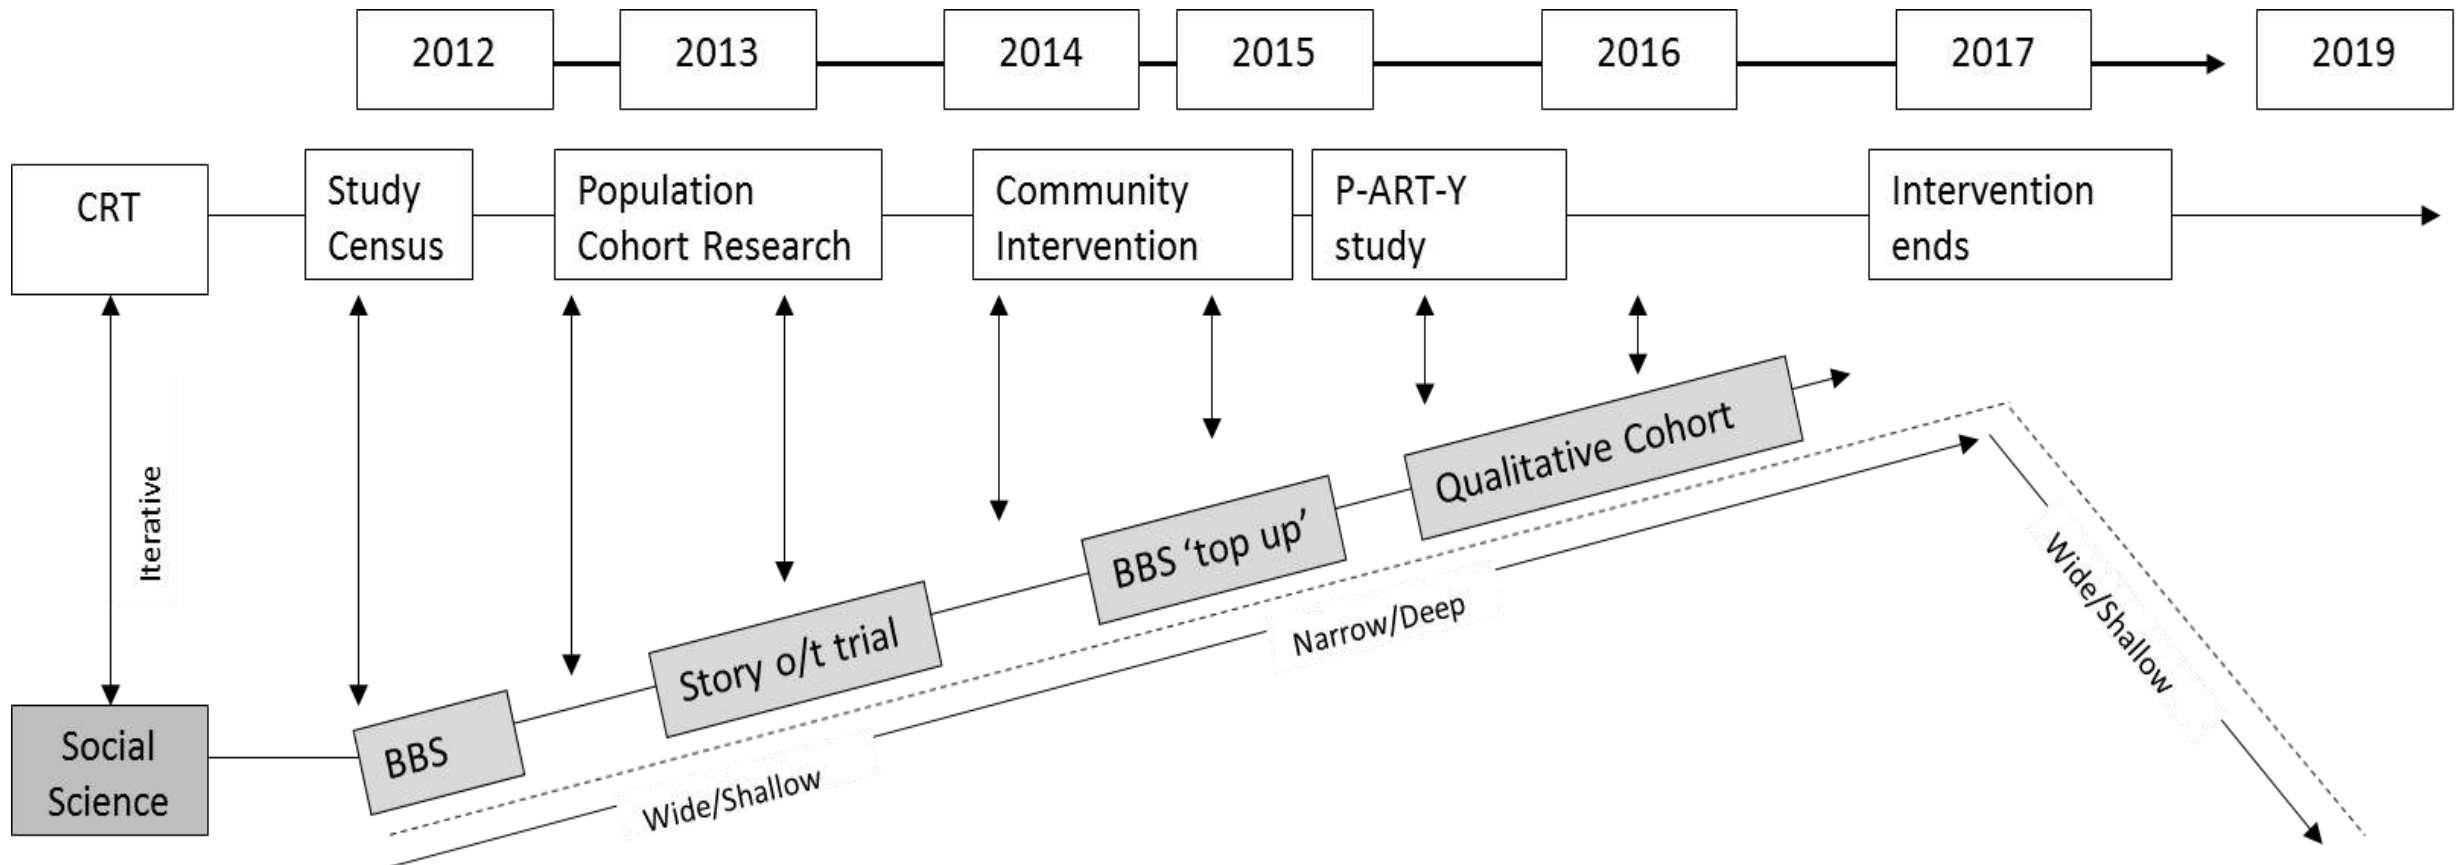 2012
2013
2014
2015
2016
2017
2019
CRT
Study
Census
Population
Cohort Research
Community
Intervention
P-ART-Y
study
Intervention
ends
Iterative
Social
Science
BBS
Story o/t trial
BBS ‘top up’
Qualitative Cohort
Wide/Shallow
Narrow/Deep
Wide/Shallow